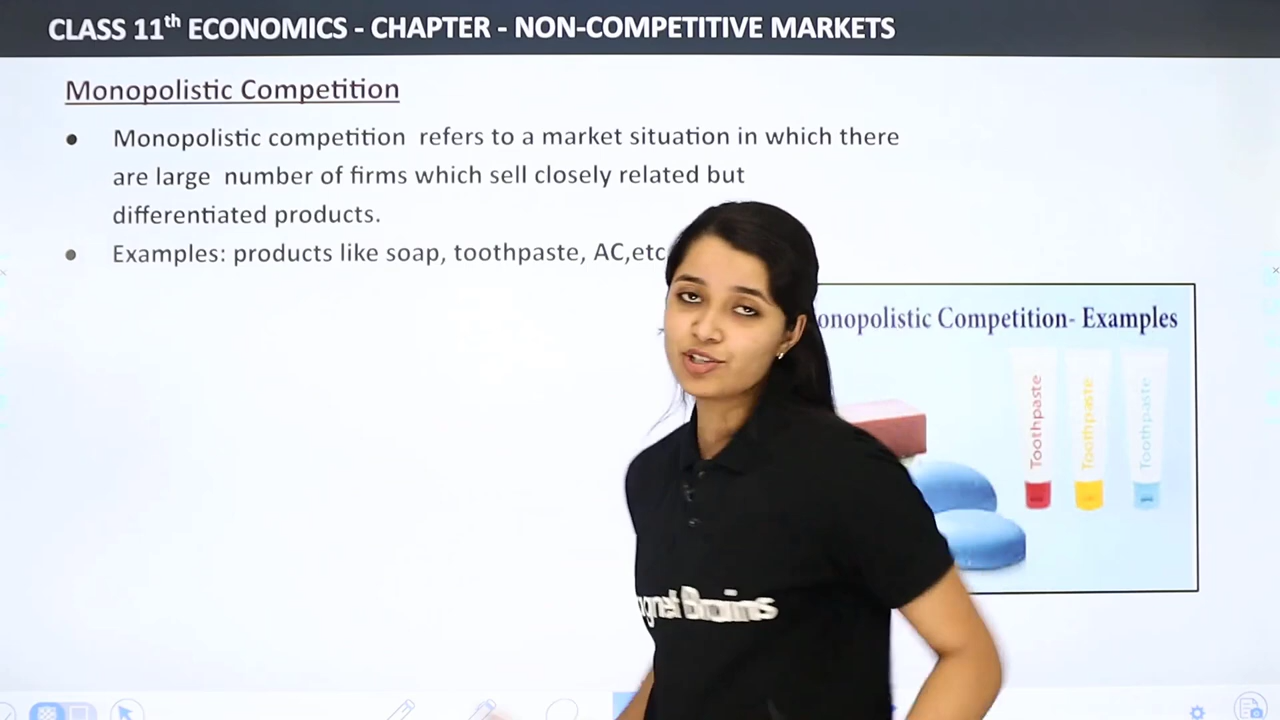 CLASS 11th ECONOMICS - CHAPTER - NON-COMPETITIVE MARKETS
Monopolistic Competition
● Monopolistic competition refers to a market situation in which there
are large number of firms which sell closely related but
differentiated products.
● Examples: products like soap, toothpaste, AC,etc
onopolistic Competition- Examples
Toothpaste
Toothpaste
Toothpaste
gnet Brains